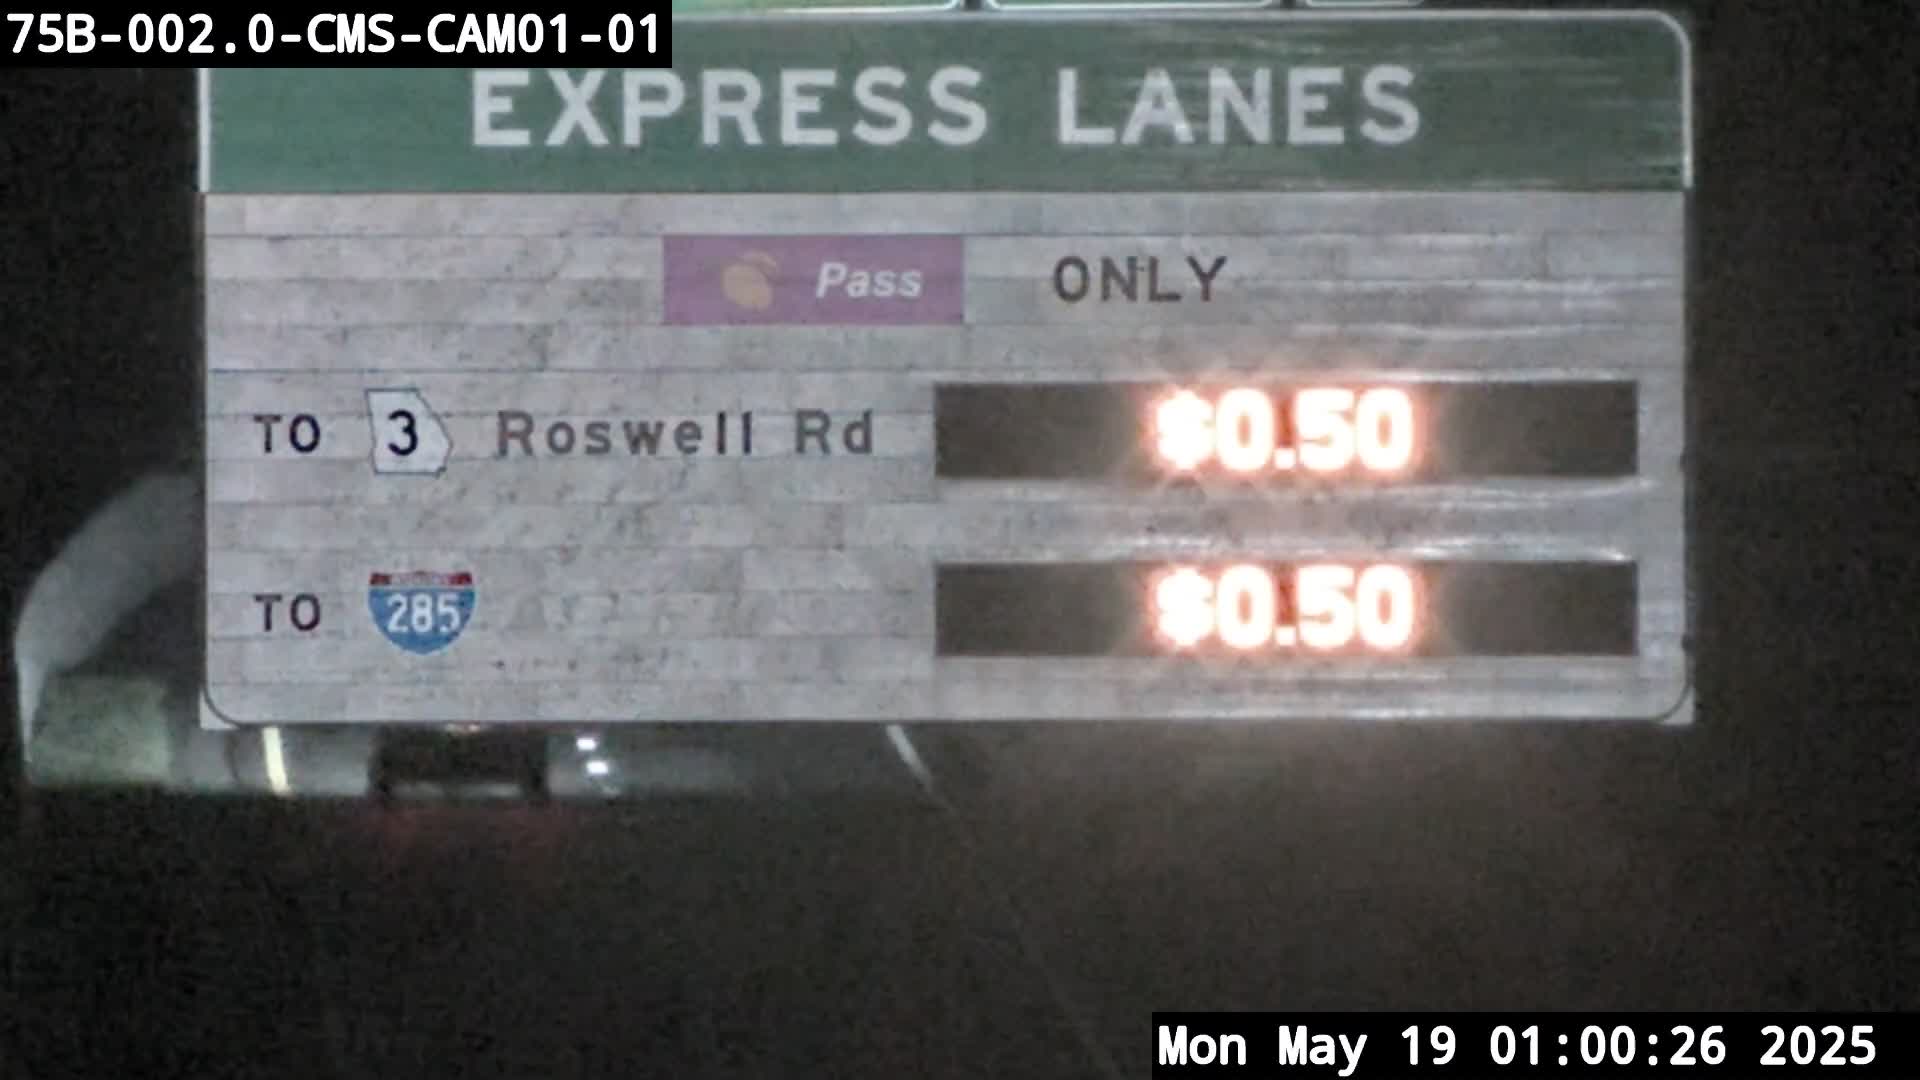 75B-002.0-CMS-CAM01-01
EXPRESS LANES
Pass ONLY
TO 3 Roswell Rd $0.50
TO 285 $0.50
Mon May 19 01:00:26 2025